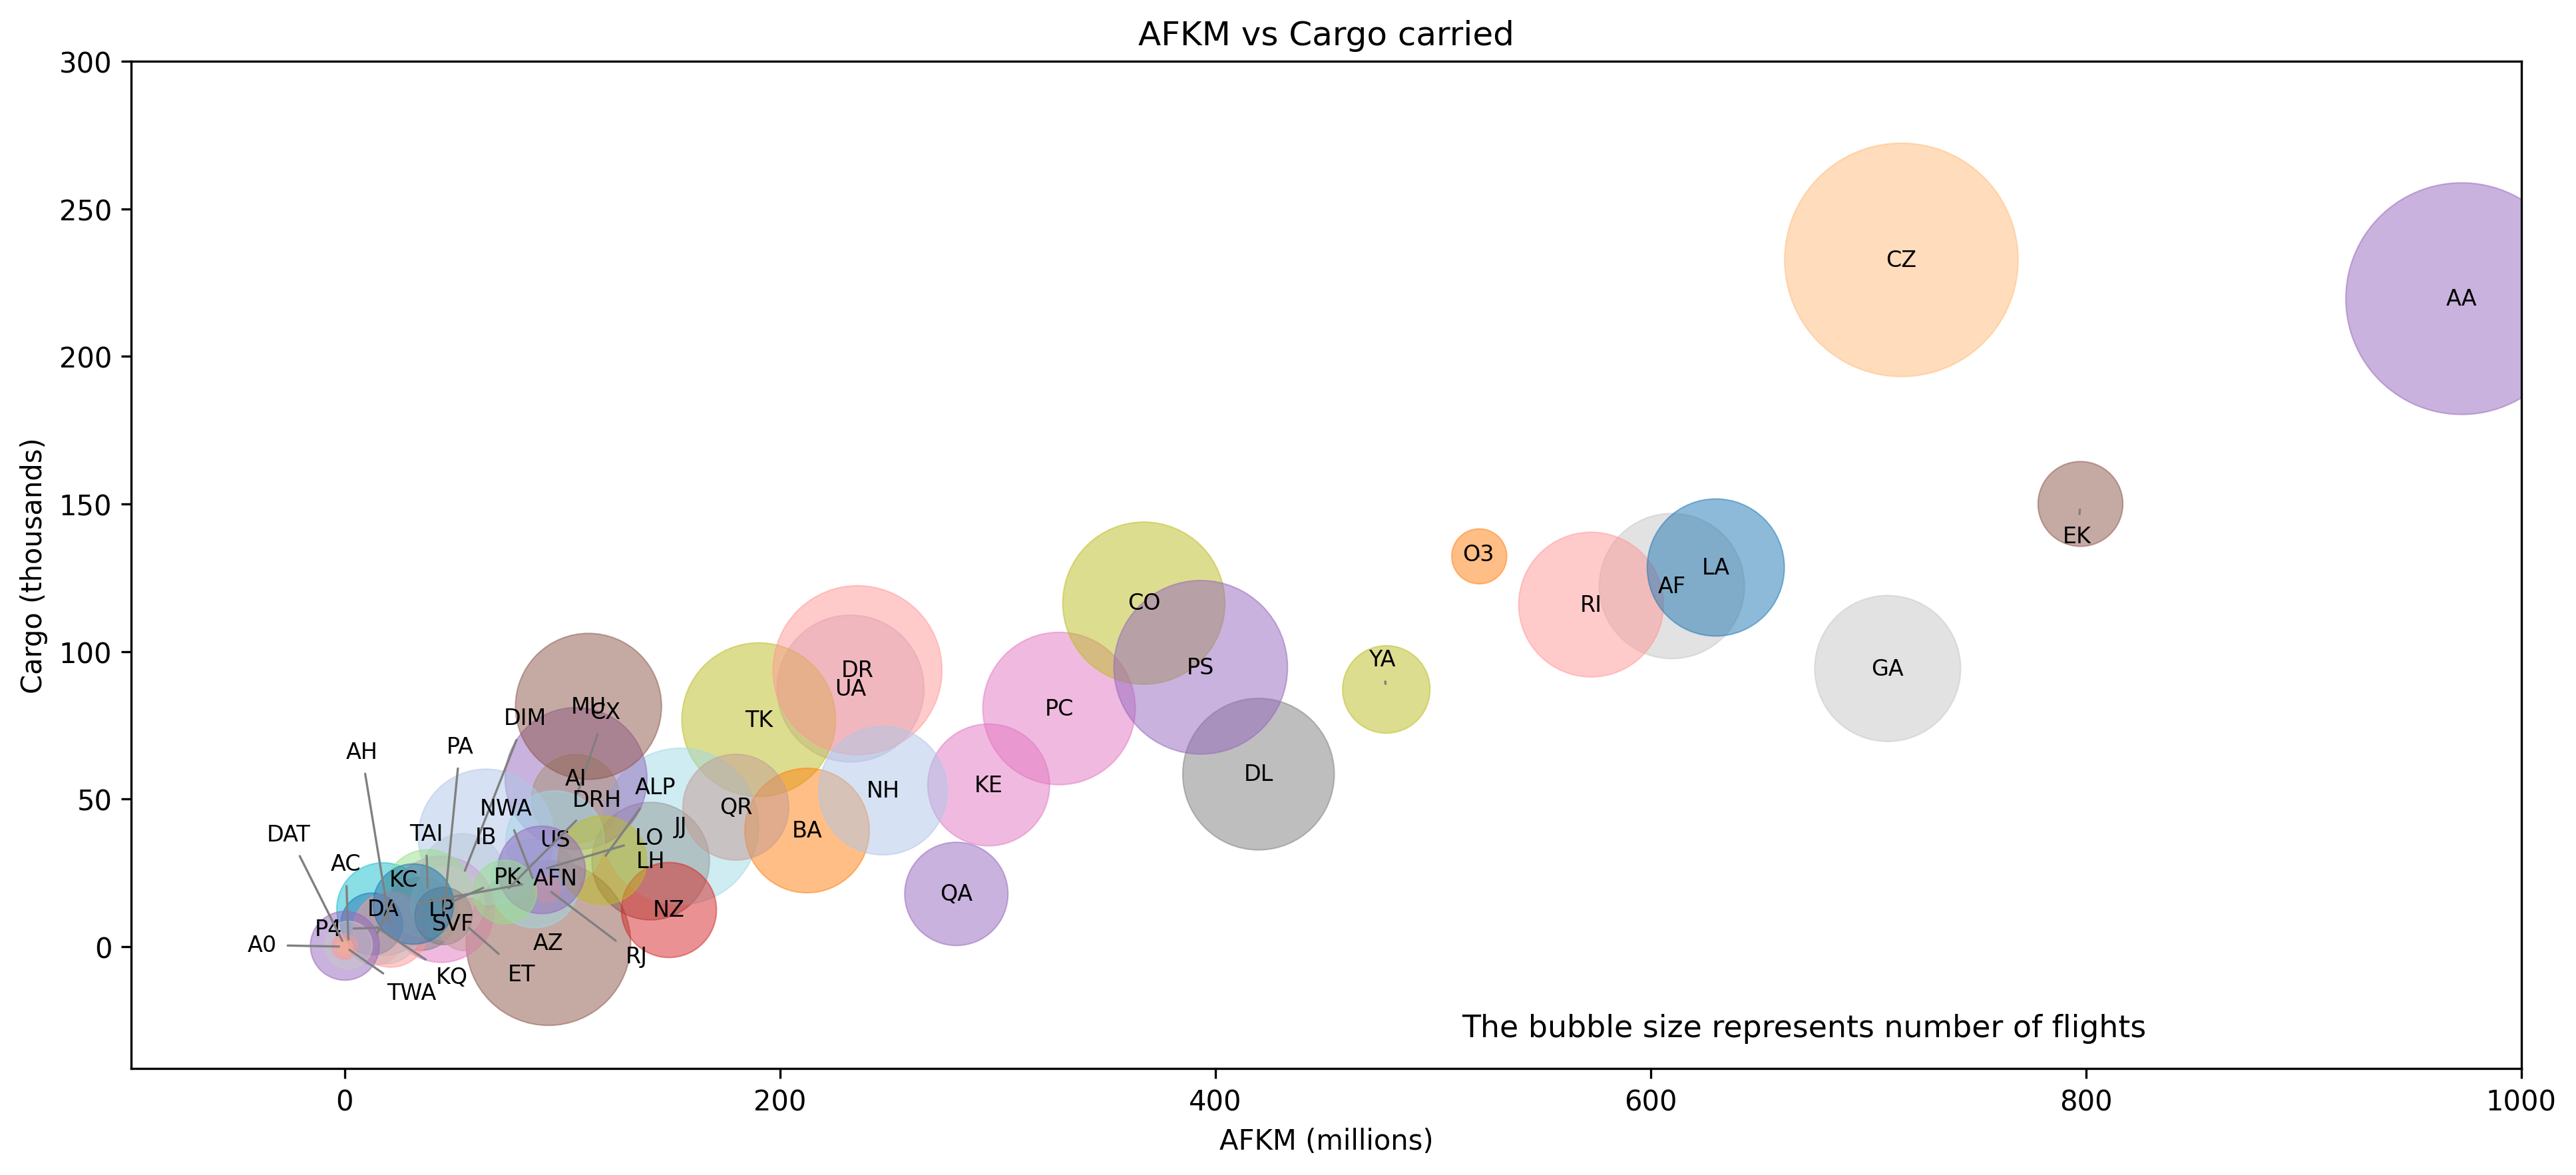 AFKM vs Cargo carried
300
250
200
150
100
50
0
Cargo (thousands)
CZ
AA
EK
O3
LA
AF
RI
CO
YA
GA
PS
DR
UA
PC
MU
CX
DIM
TK
DL
PA
AH
AI
ALP
DRH
NH
KE
QR
NWA
JJ
BA
DAT
TAI
IB
US
LO
LH
AC
KC
PK
AFN
QA
DA
LP
NZ
P4
SVF
A0
AZ
RJ
KQ
ET
TWA
The bubble size represents number of flights
0
200
400
600
800
1000
AFKM (millions)